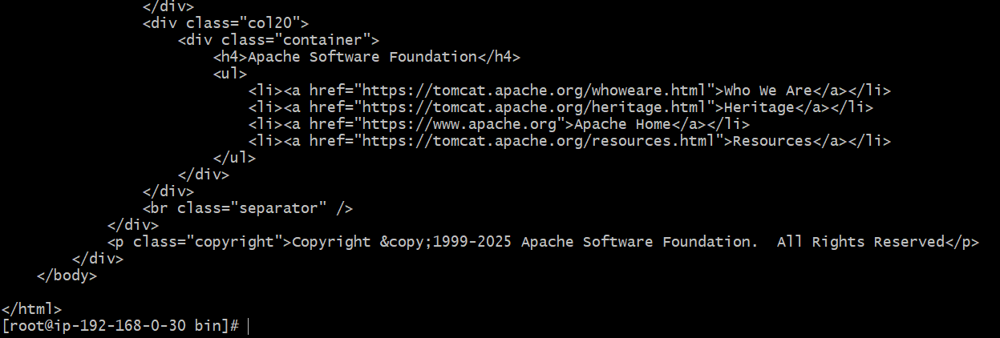 </div>
<div class="col20">
<div class="container">
<h4>Apache Software Foundation</h4>
<ul>
<li><a href="https://tomcat.apache.org/whoweare.html">Who We Are</a></li>
<li><a href="https://tomcat.apache.org/heritage.html">Heritage</a></li>
<li><a href="https://www.apache.org">Apache Home</a></li>
<li><a href="https://tomcat.apache.org/resources.html">Resources</a></li>
</ul>
</div>
</div>
<br class="separator" />
</div>
<p class="copyright">Copyright &copy;1999-2025 Apache Software Foundation.  All Rights Reserved</p>
</div>
</body>
</html>
[root@ip-192-168-0-30 bin]#